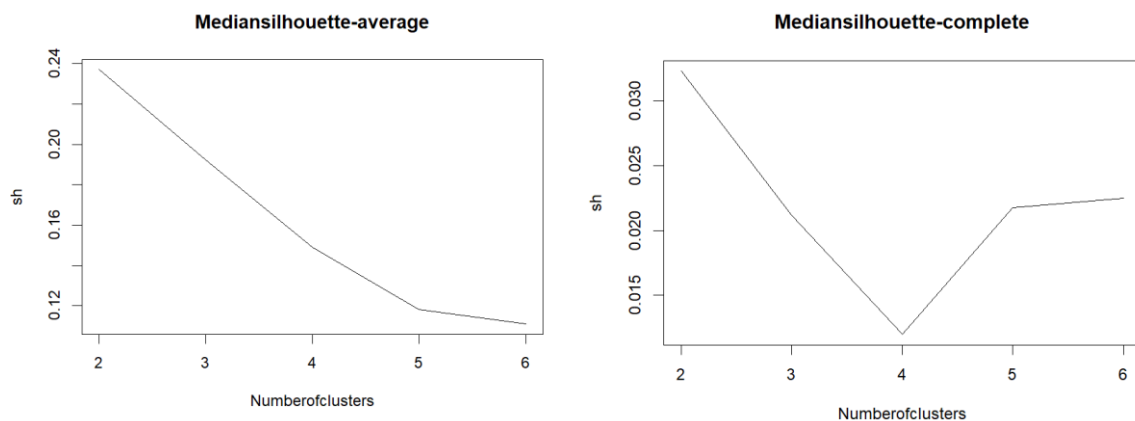 Mediansilhouette-average
0.24
0.20
0.16
0.12
sh
2 3 4 5 6
Numberofclusters
Mediansilhouette-complete
0.030
0.025
0.020
0.015
sh
2 3 4 5 6
Numberofclusters